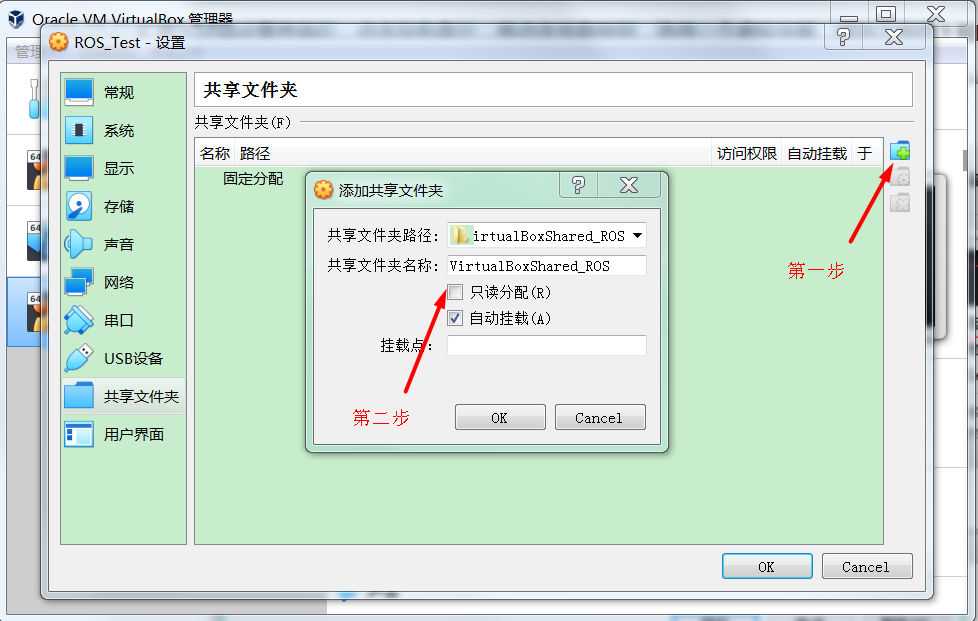 Oracle VM VirtualBox 管理器
管理
ROS_Test - 设置
常规
系统
显示
存储
声音
网络
串口
USB设备
共享文件夹
用户界面
共享文件夹
共享文件夹(F)
名称 路径 访问权限 自动挂载 于
固定分配
添加共享文件夹
共享文件夹路径: irtualBoxShared_ROS
共享文件夹名称: VirtualBoxShared_ROS
只读分配(R)
自动挂载(A)
挂载点:
OK Cancel
第一步
第二步
OK Cancel
64
64
64